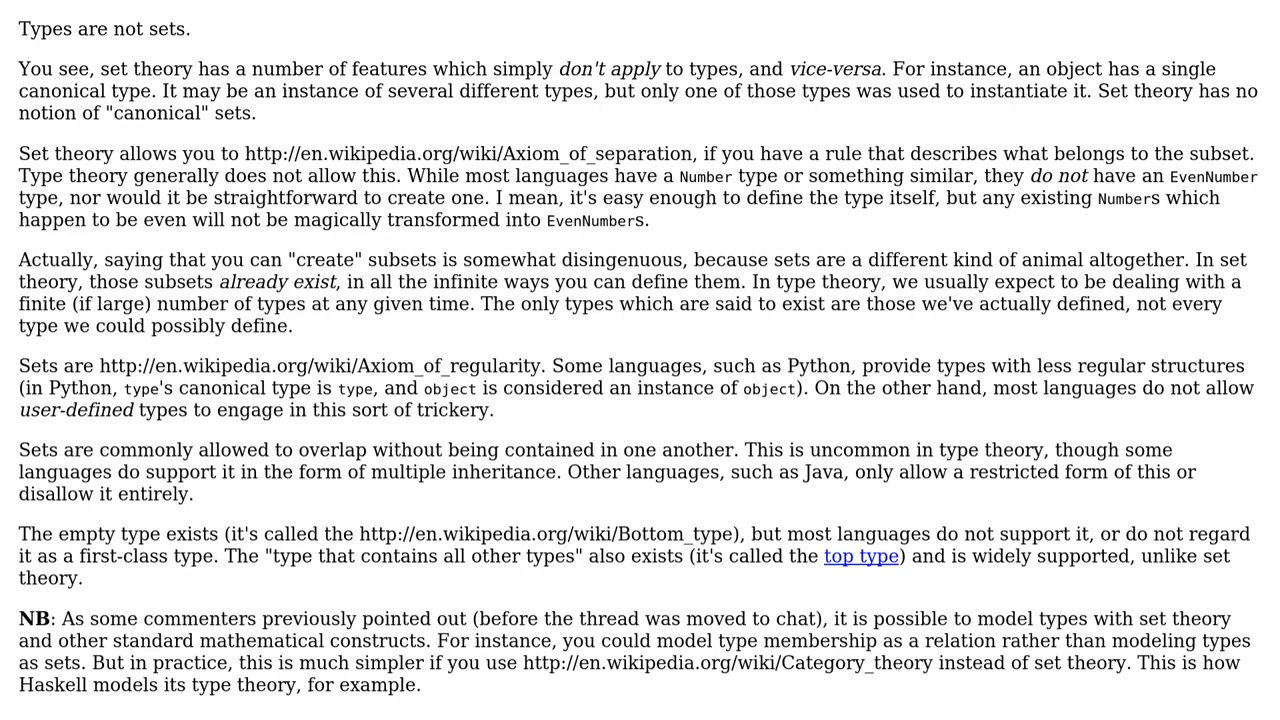 Types are not sets.
You see, set theory has a number of features which simply don't apply to types, and vice-versa. For instance, an object has a single
canonical type. It may be an instance of several different types, but only one of those types was used to instantiate it. Set theory has no
notion of "canonical" sets.
Set theory allows you to http://en.wikipedia.org/wiki/Axiom_of_separation, if you have a rule that describes what belongs to the subset.
Type theory generally does not allow this. While most languages have a Number type or something similar, they do not have an EvenNumber
type, nor would it be straightforward to create one. I mean, it's easy enough to define the type itself, but any existing Numbers which
happen to be even will not be magically transformed into EvenNumbers.
Actually, saying that you can "create" subsets is somewhat disingenuous, because sets are a different kind of animal altogether. In set
theory, those subsets already exist, in all the infinite ways you can define them. In type theory, we usually expect to be dealing with a
finite (if large) number of types at any given time. The only types which are said to exist are those we've actually defined, not every
type we could possibly define.
Sets are http://en.wikipedia.org/wiki/Axiom_of_regularity. Some languages, such as Python, provide types with less regular structures
(in Python, type's canonical type is type, and object is considered an instance of object). On the other hand, most languages do not allow
user-defined types to engage in this sort of trickery.
Sets are commonly allowed to overlap without being contained in one another. This is uncommon in type theory, though some
languages do support it in the form of multiple inheritance. Other languages, such as Java, only allow a restricted form of this or
disallow it entirely.
The empty type exists (it's called the http://en.wikipedia.org/wiki/Bottom_type), but most languages do not support it, or do not regard
it as a first-class type. The "type that contains all other types" also exists (it's called the top type) and is widely supported, unlike set
theory.
NB: As some commenters previously pointed out (before the thread was moved to chat), it is possible to model types with set theory
and other standard mathematical constructs. For instance, you could model type membership as a relation rather than modeling types
as sets. But in practice, this is much simpler if you use http://en.wikipedia.org/wiki/Category_theory instead of set theory. This is how
Haskell models its type theory, for example.